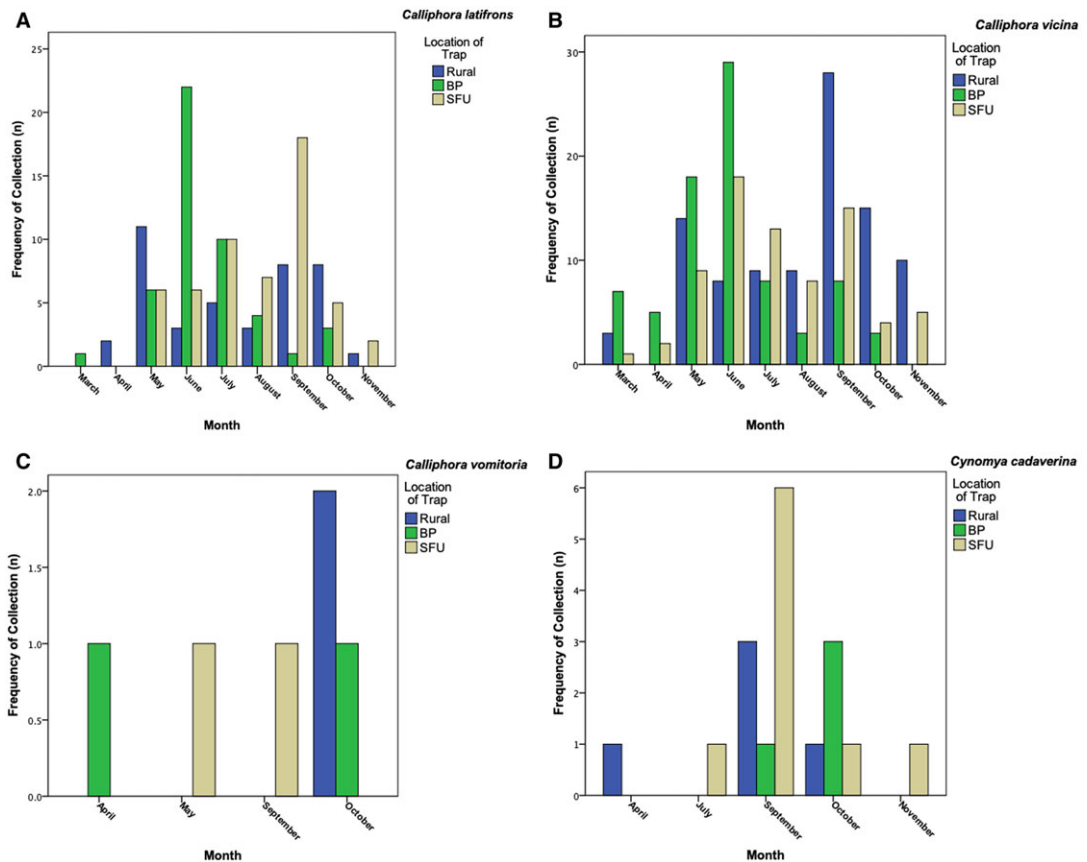 A
Calliphora latifrons
Location of
Trap
Rural
BP
SFU
Frequency of Collection (n)
25
20
15
10
5
0
March
April
May
June
July
August
September
October
November
Month
B
Calliphora vicina
Location
of Trap
Rural
BP
SFU
Frequency of Collection (n)
30
20
10
0
March
April
May
June
July
August
September
October
November
Month
C
Calliphora vomitoria
Location
of Trap
Rural
BP
SFU
Frequency of Collection (n)
2.0
1.5
1.0
0.5
0.0
April
May
September
October
Month
D
Cynomya cadaverina
Location
of Trap
Rural
BP
SFU
Frequency of Collection (n)
6
5
4
3
2
1
0
April
July
September
October
November
Month